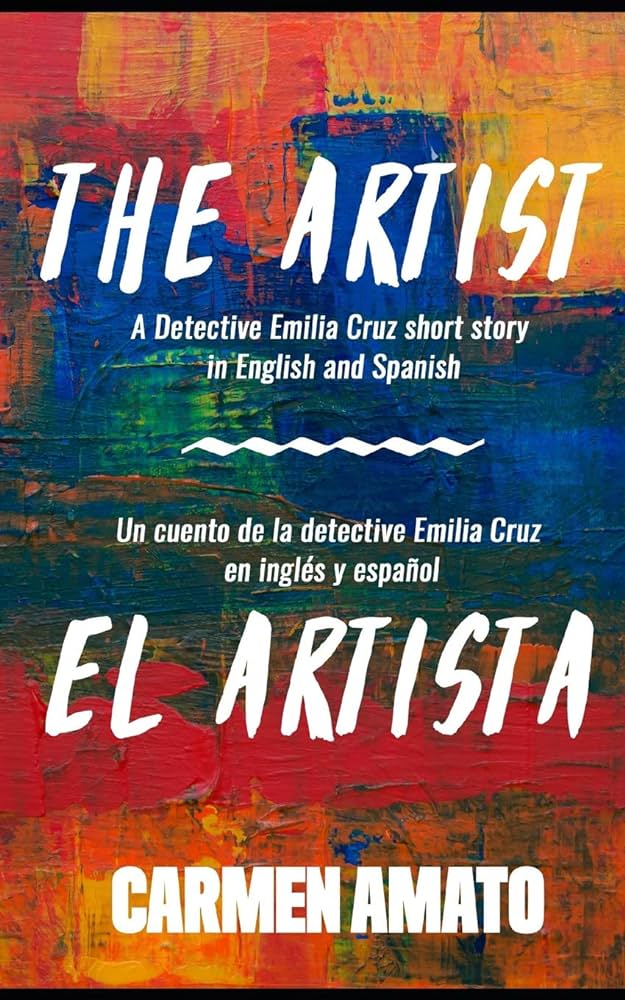 THE ARTIST
A Detective Emilia Cruz short story
in English and Spanish
Un cuento de la detective Emilia Cruz
en inglés y español
EL ARTISTA
CARMEN AMATO